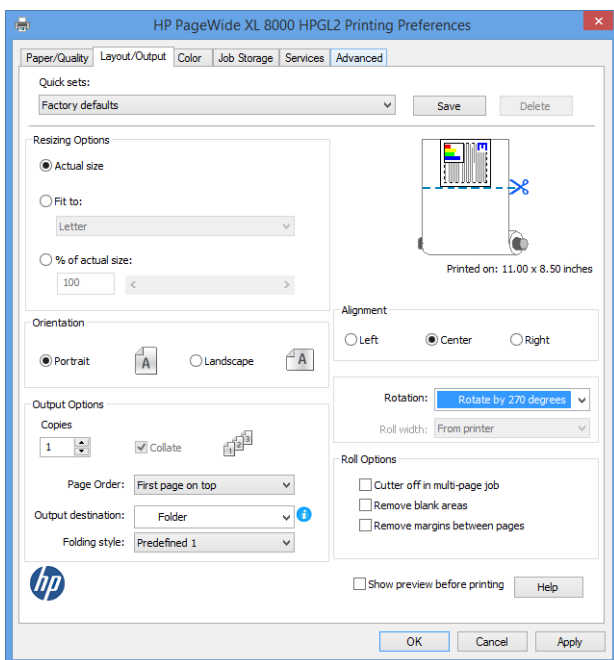 HP PageWide XL 8000 HPGL2 Printing Preferences
Paper/Quality Layout/Output Color Job Storage Services Advanced
Quick sets:
Factory defaults Save Delete
Resizing Options
Actual size
Fit to:
Letter
% of actual size:
100
E
Printed on: 11.00 x 8.50 inches
Orientation
Portrait A Landscape A
Alignment
Left Center Right
Rotation: Rotate by 270 degrees
Roll width: From printer
Output Options
Copies
1 Collate 1 2 3
Page Order: First page on top
Output destination: Folder i
Folding style: Predefined 1
Roll Options
Cutter off in multi-page job
Remove blank areas
Remove margins between pages
hp
Show preview before printing Help
OK Cancel Apply